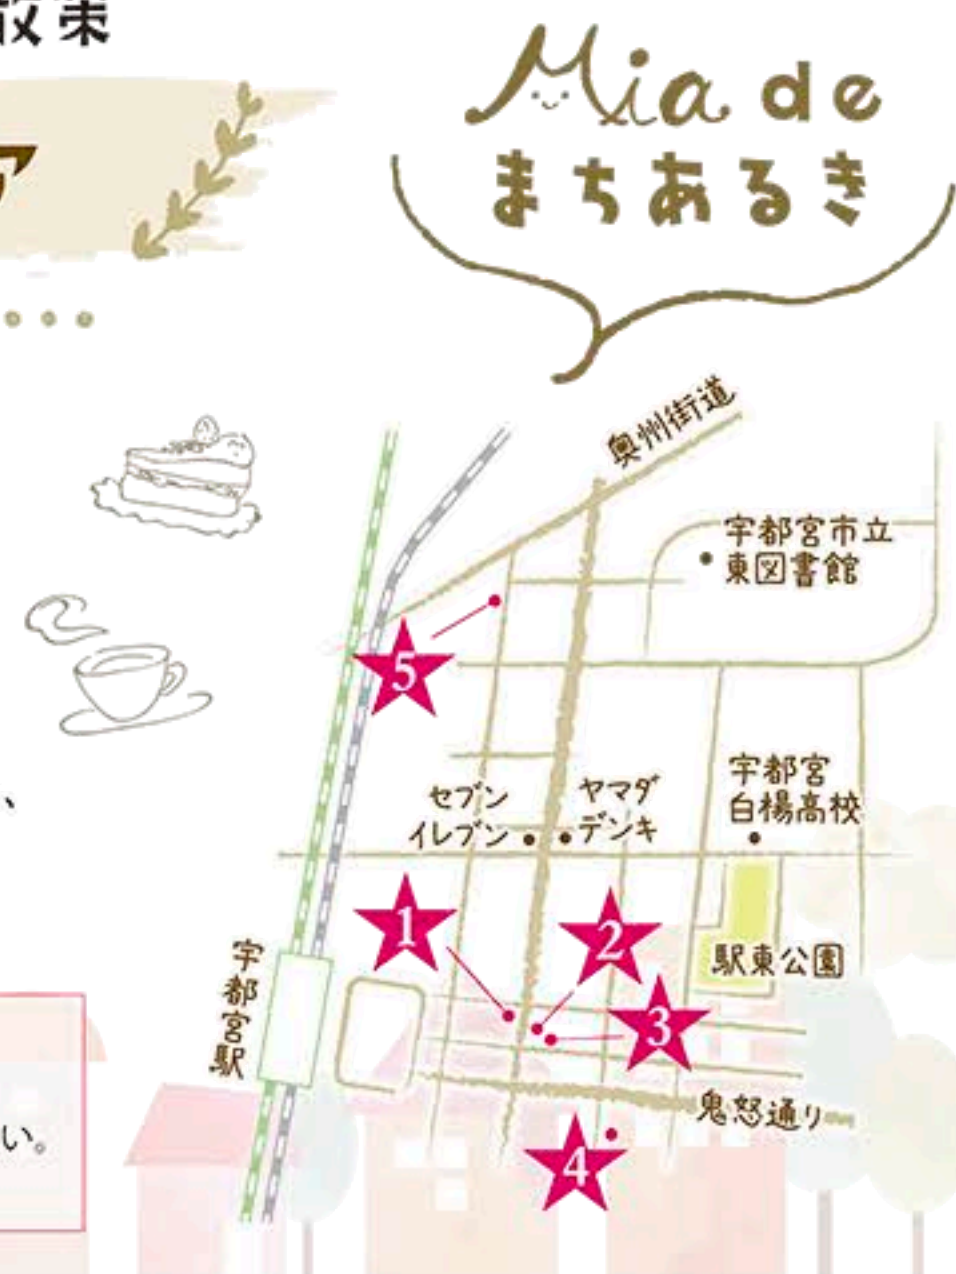 散策
Mia de
まちあるき
奥州街道
宇都宮市立
東図書館
5
セブン
イレブン
ヤマダ
デンキ
宇都宮
白楊高校
1
2
駅東公園
宇都宮駅
3
鬼怒通り
4
、
い。